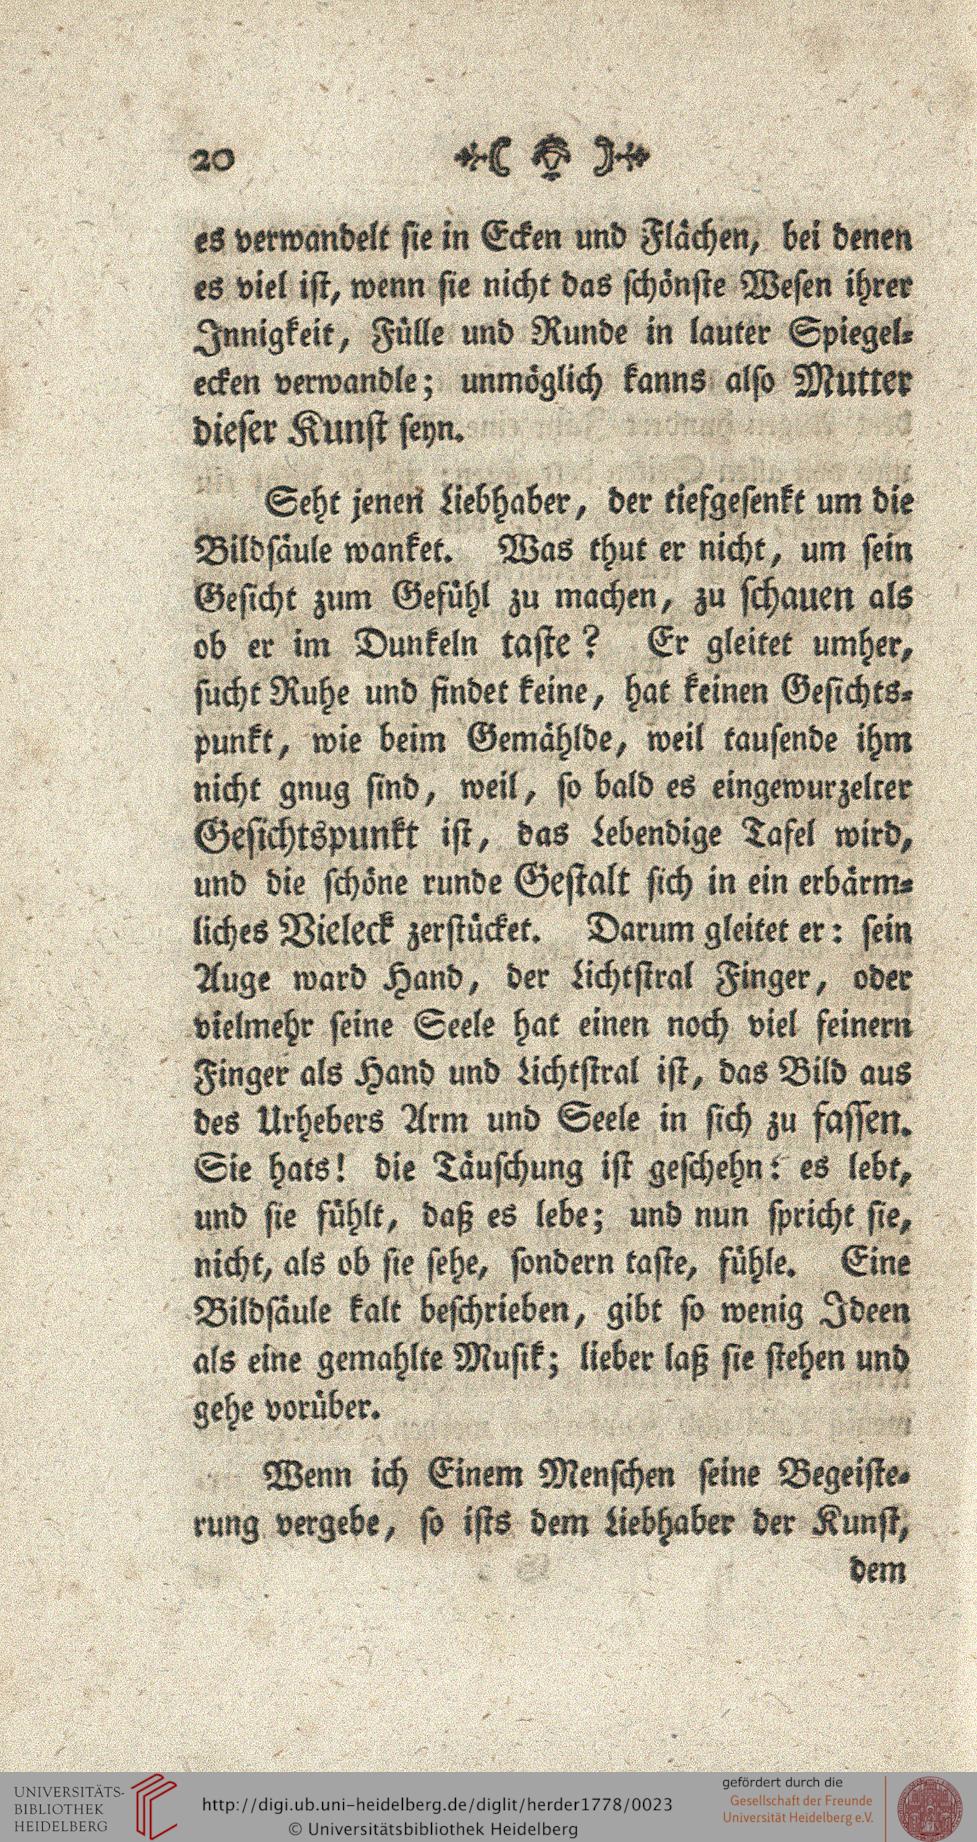 20
es verwandelt sie in Ecken und Flächen, bei denen
es viel ist, wenn sie nicht das schönste Wesen ihrer
Innigkeit, Fülle und Runde in lauter Spiegel-
ecken verwandle; unmöglich kanns also Mutter
dieser Kunst seyn.
Seht jenen Liebhaber, der tiefgesenkt um die
Bildsäule wanket. Was thut er nicht, um sein
Gesicht zum Gefühl zu machen, zu schauen als
ob er im Dunkeln taste? Er gleitet umher,
sucht Ruhe und findet keine, hat keinen Gesichts-
punkt, wie beim Gemählde, weil tausende ihm
nicht gnug sind, weil, so bald es eingewurzelter
Gesichtspunkt ist, das Lebendige Tafel wird,
und die schöne runde Gestalt sich in ein erbärm-
liches Vieleck zerstücket. Darum gleitet er: sein
Auge ward Hand, der Lichtstral Finger, oder
vielmehr seine Seele hat einen noch viel feinern
Finger als Hand und Lichtstral ist, das Bild aus
des Urhebers Arm und Seele in sich zu fassen.
Sie hats! die Täuschung ist geschehn: es lebt,
und sie fühlt, daß es lebe; und nun spricht sie,
nicht, als ob sie sehe, sondern taste, fühle. Eine
Bildsäule kalt beschrieben, gibt so wenig Ideen
als eine gemahlte Musik; lieber laß sie stehen und
gehe vorüber.
Wenn ich Einem Menschen seine Begeiste-
rung vergebe, so ists dem Liebhaber der Kunst,
dem
UNIVERSITÄTS-
BIBLIOTHEK
HEIDELBERG
http://digi.ub.uni-heidelberg.de/diglit/herder1778/0023
© Universitätsbibliothek Heidelberg
gefördert durch die
Gesellschaft der Freunde
Universität Heidelberg e.V.